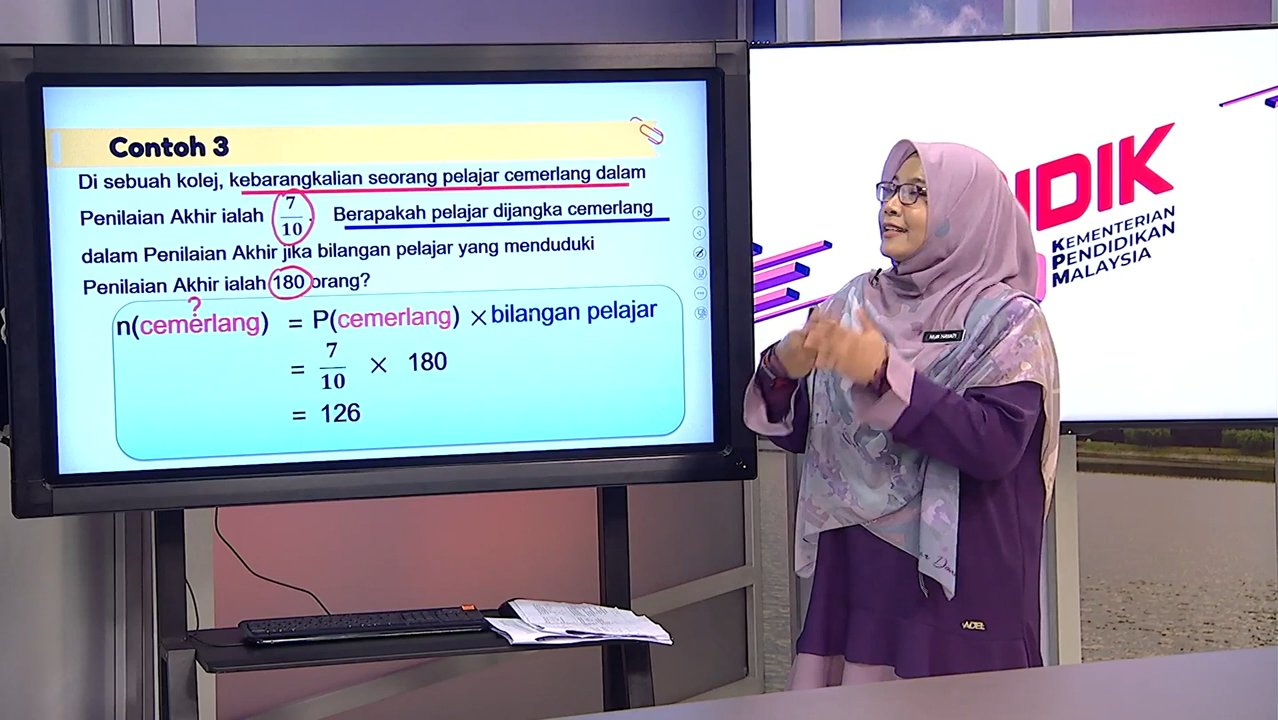 Contoh 3
Di sebuah kolej, kebarangkalian seorang pelajar cemerlang dalam
Penilaian Akhir ialah 7/10. Berapakah pelajar dijangka cemerlang
dalam Penilaian Akhir jika bilangan pelajar yang menduduki
Penilaian Akhir ialah 180 orang?
?
n(cemerlang) = P(cemerlang) × bilangan pelajar
= 7/10 × 180
= 126
IDIK
KEMENTERIAN
PENDIDIKAN
MALAYSIA